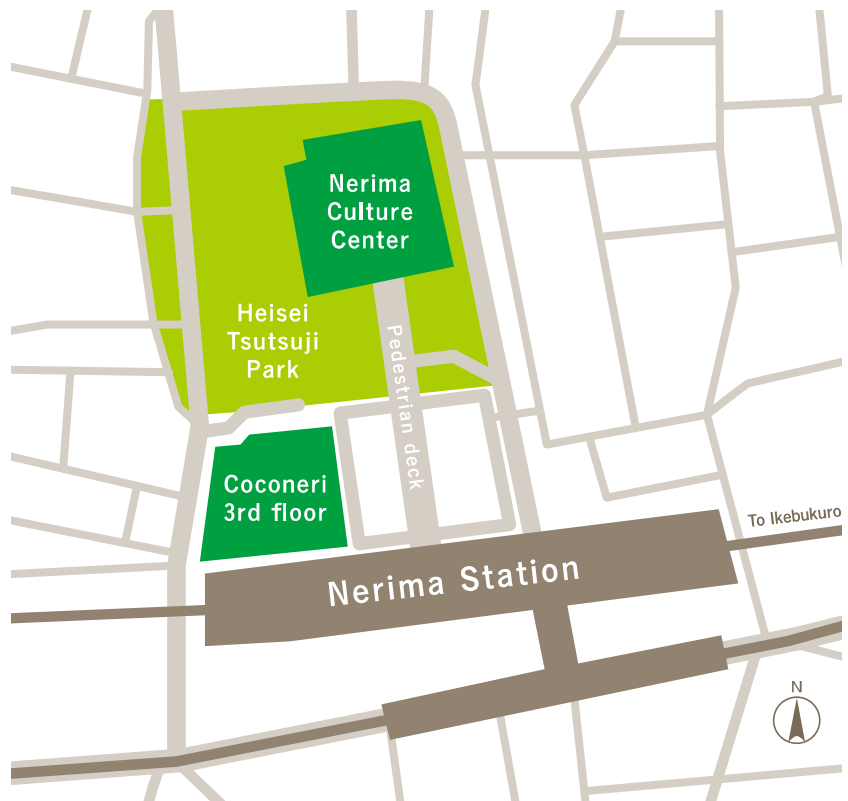 Nerima
Culture
Center
Heisei
Tsutsuji
Park
Pedestrian deck
Coconeri
3rd floor
To Ikebukuro
Nerima Station
N